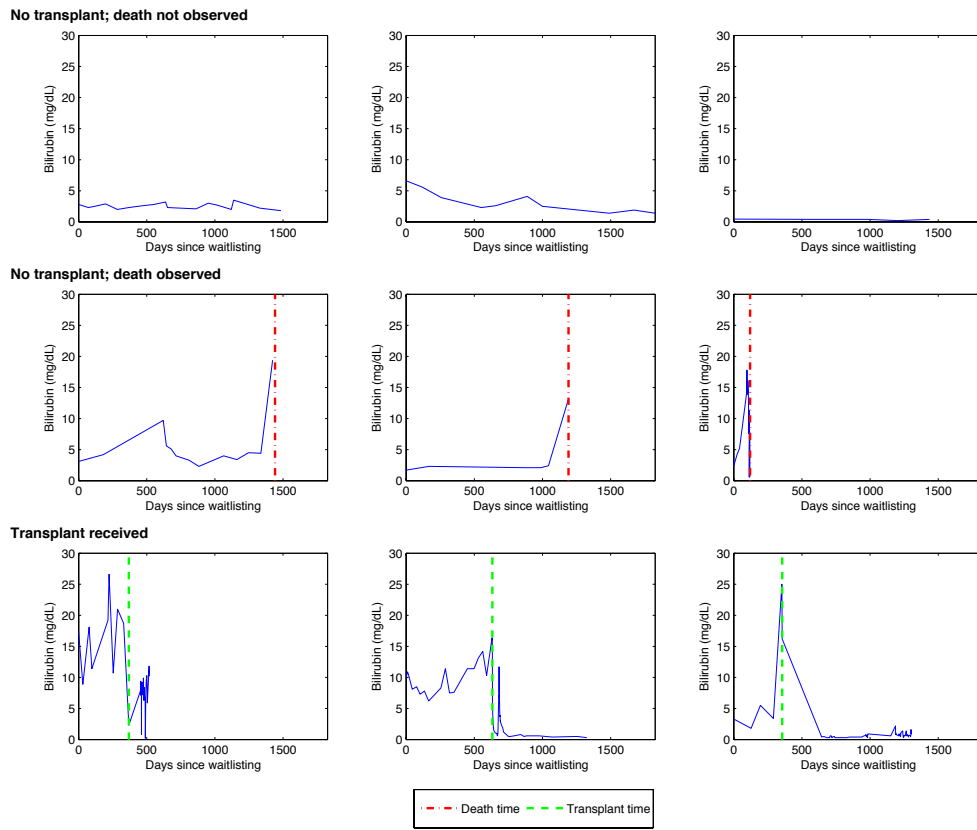 No transplant; death not observed
30
25
20
15
10
5
0
Bilirubin (mg/dL)
0 500 1000 1500
Days since waitlisting
30
25
20
15
10
5
0
Bilirubin (mg/dL)
0 500 1000 1500
Days since waitlisting
30
25
20
15
10
5
0
Bilirubin (mg/dL)
0 500 1000 1500
Days since waitlisting
No transplant; death observed
30
25
20
15
10
5
0
Bilirubin (mg/dL)
0 500 1000 1500
Days since waitlisting
30
25
20
15
10
5
0
Bilirubin (mg/dL)
0 500 1000 1500
Days since waitlisting
30
25
20
15
10
5
0
Bilirubin (mg/dL)
0 500 1000 1500
Days since waitlisting
Transplant received
30
25
20
15
10
5
0
Bilirubin (mg/dL)
0 500 1000 1500
Days since waitlisting
30
25
20
15
10
5
0
Bilirubin (mg/dL)
0 500 1000 1500
Days since waitlisting
30
25
20
15
10
5
0
Bilirubin (mg/dL)
0 500 1000 1500
Days since waitlisting
Death time Transplant time